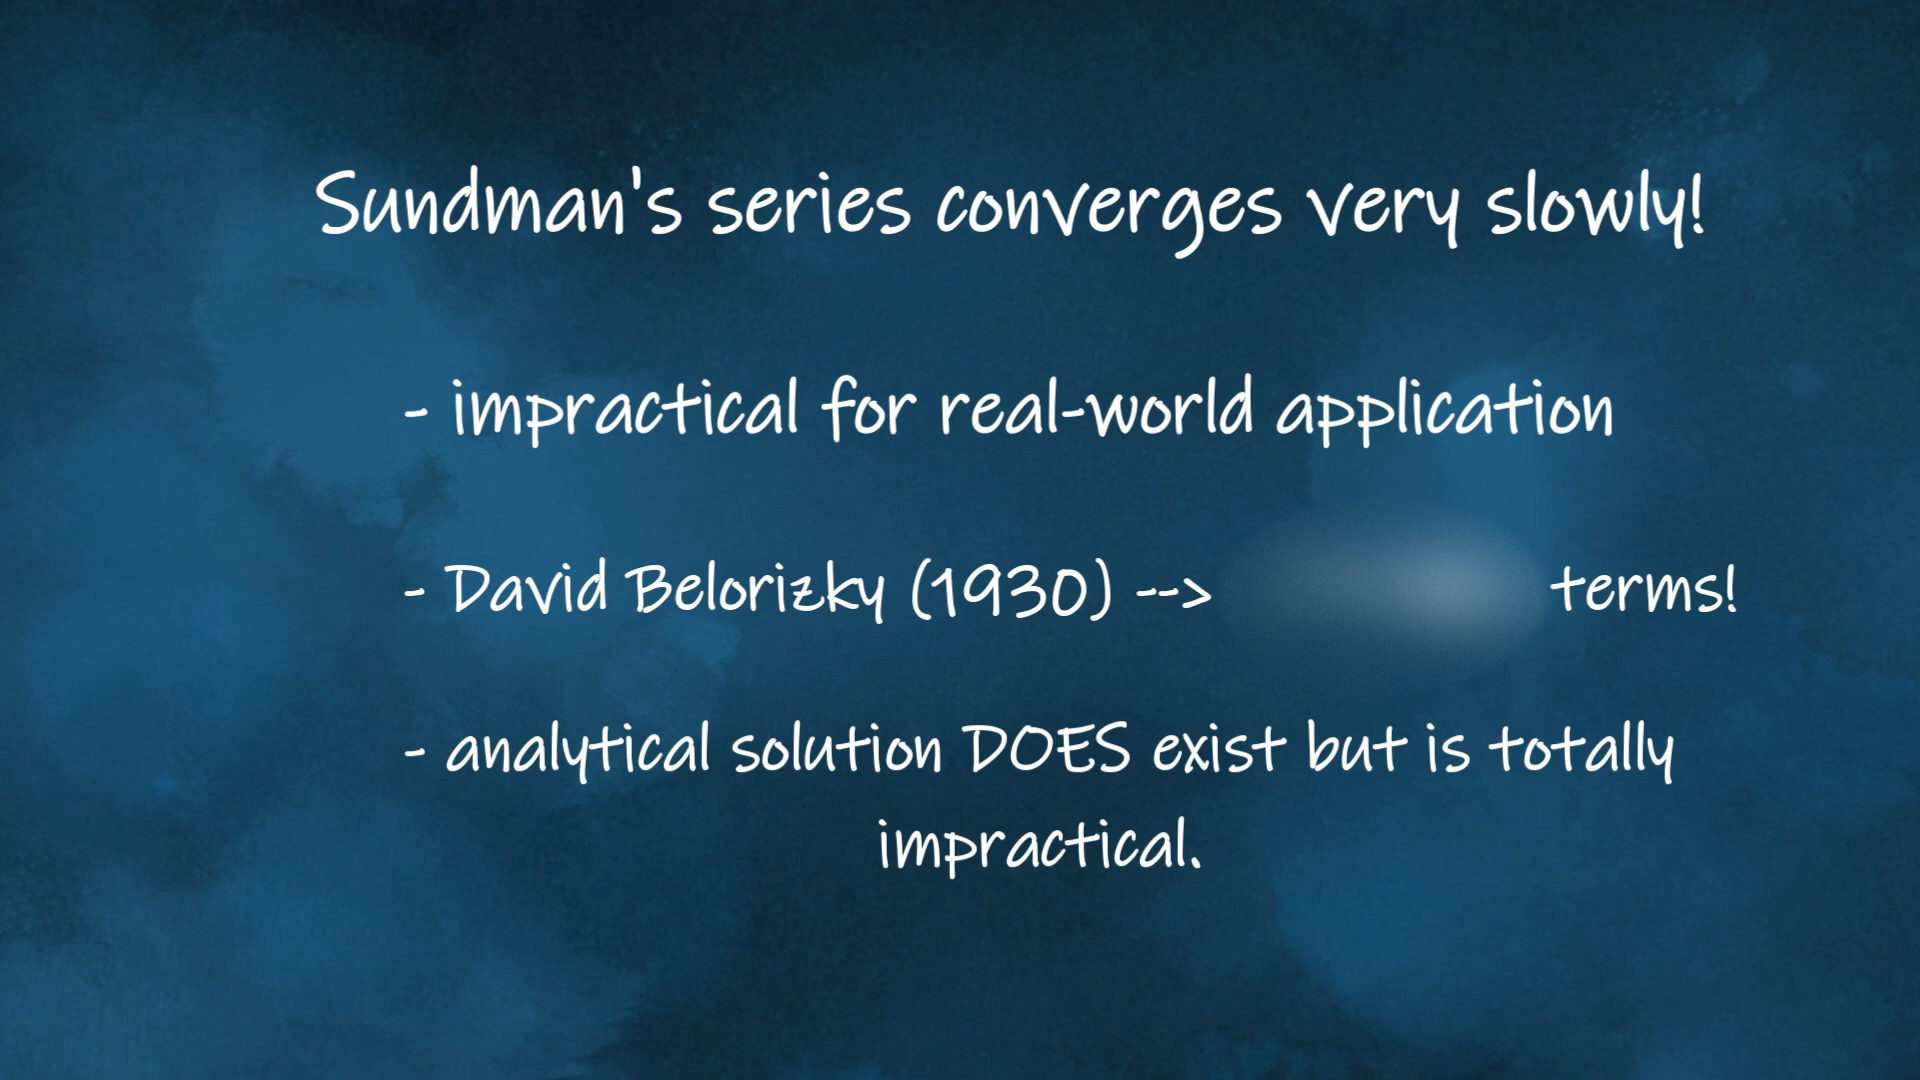 Sundman's series converges very slowly!
- impractical for real-world application
- David Belorizky (1930) --> terms!
- analytical solution DOES exist but is totally
impractical.